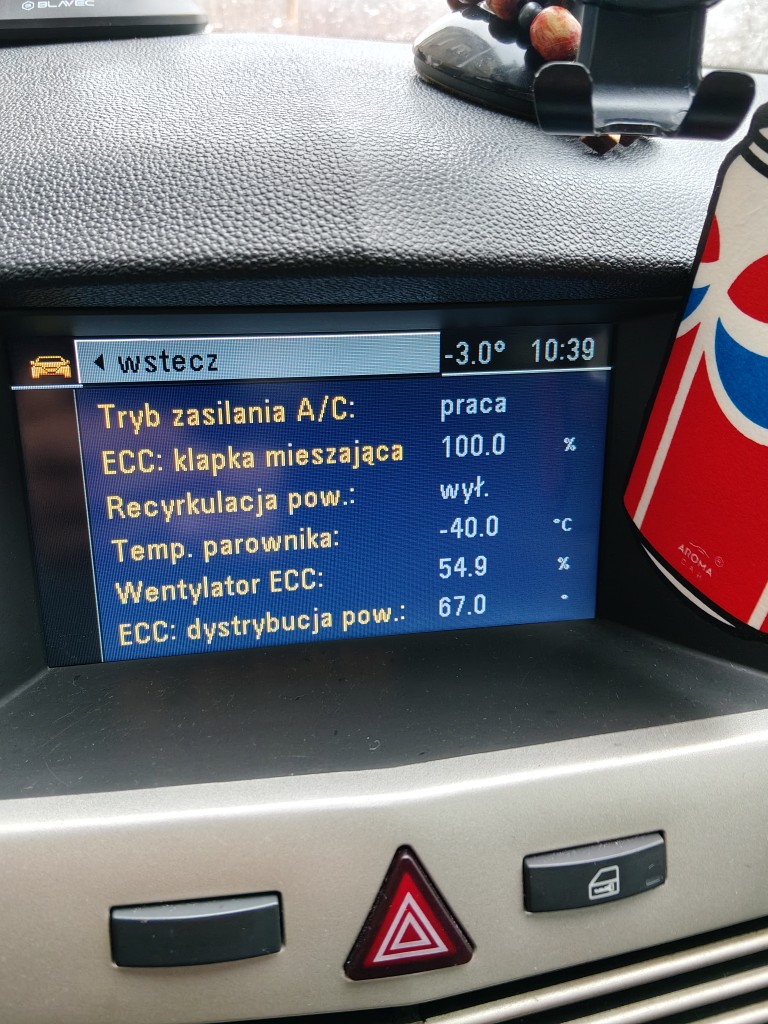 BLAVEC
wstecz -3.0° 10:39
Tryb zasilania A/C: praca
ECC: klapka mieszająca 100.0 %
Recyrkulacja pow.: wył.
Temp. parownika: -40.0 °C
Wentylator ECC: 54.9 %
ECC: dystrybucja pow.: 67.0 °
AROMA
CAR